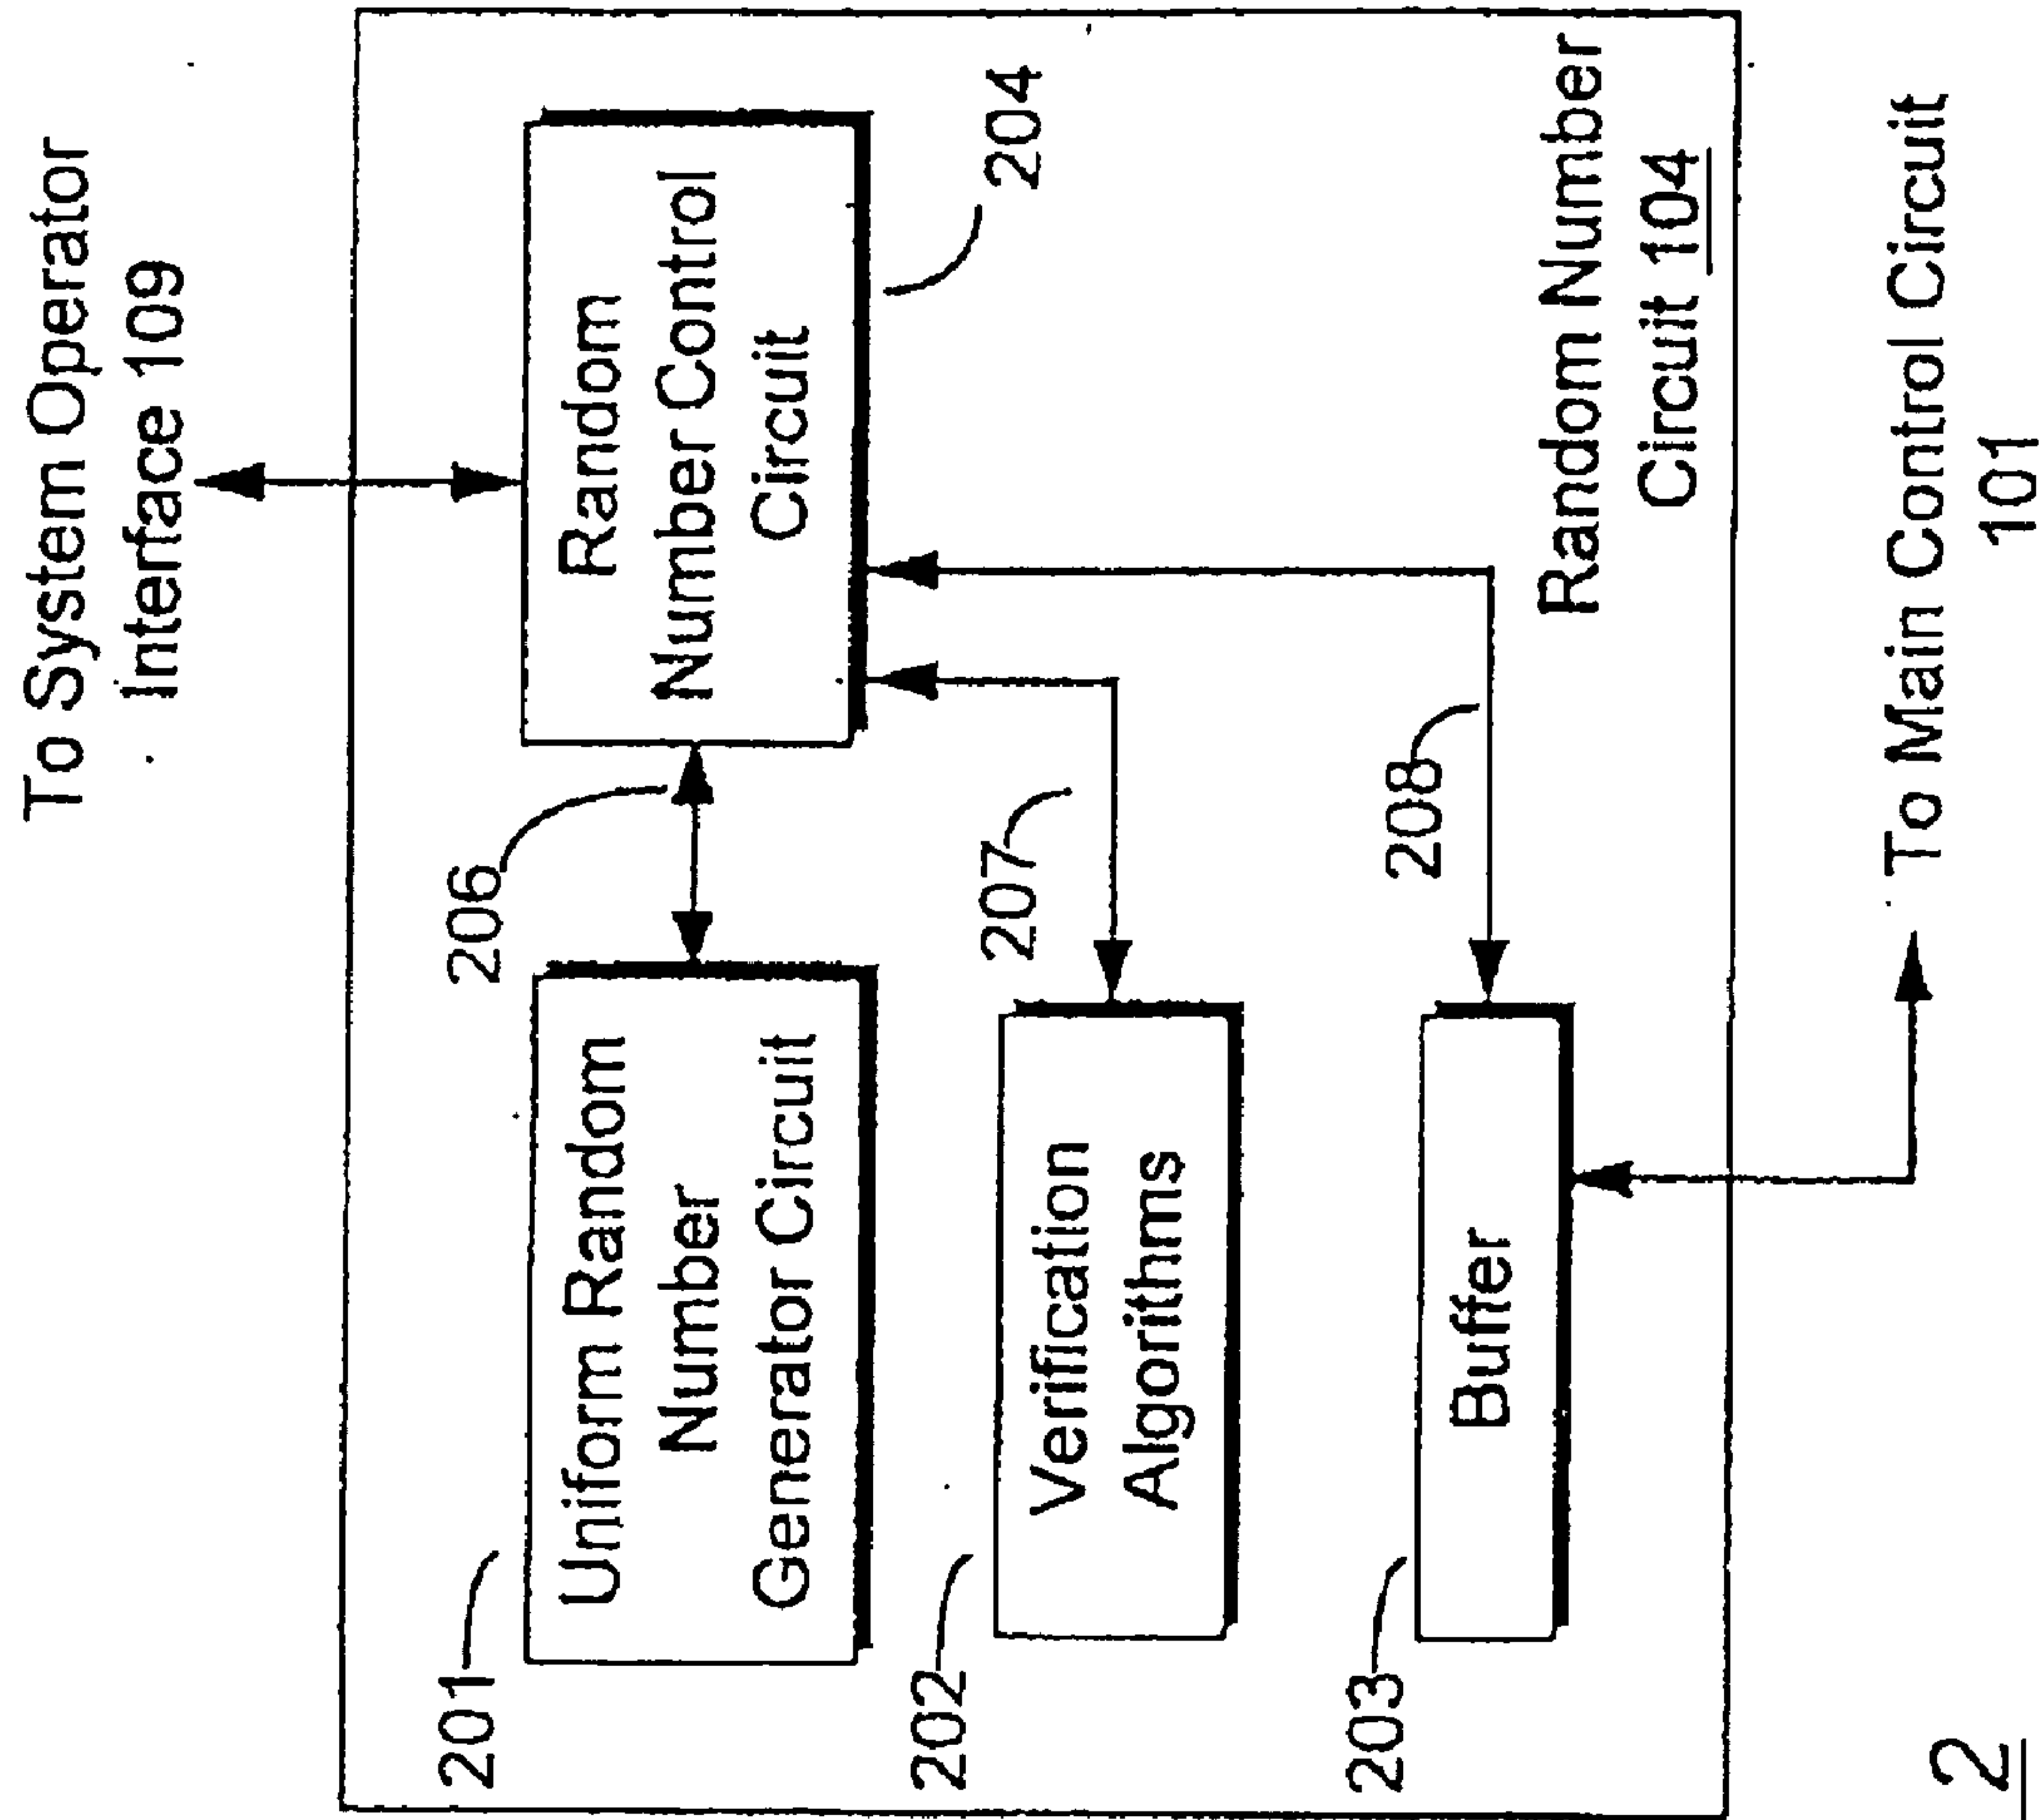 To System Operator
Interface 109
201
Uniform Random
Number
Generator Circuit
206
Random
Number Control
Circuit
204
202
Verification
Algorithms
207
203
Buffer
208
Random Number
Circuit 104
To Main Control Circuit
101
2